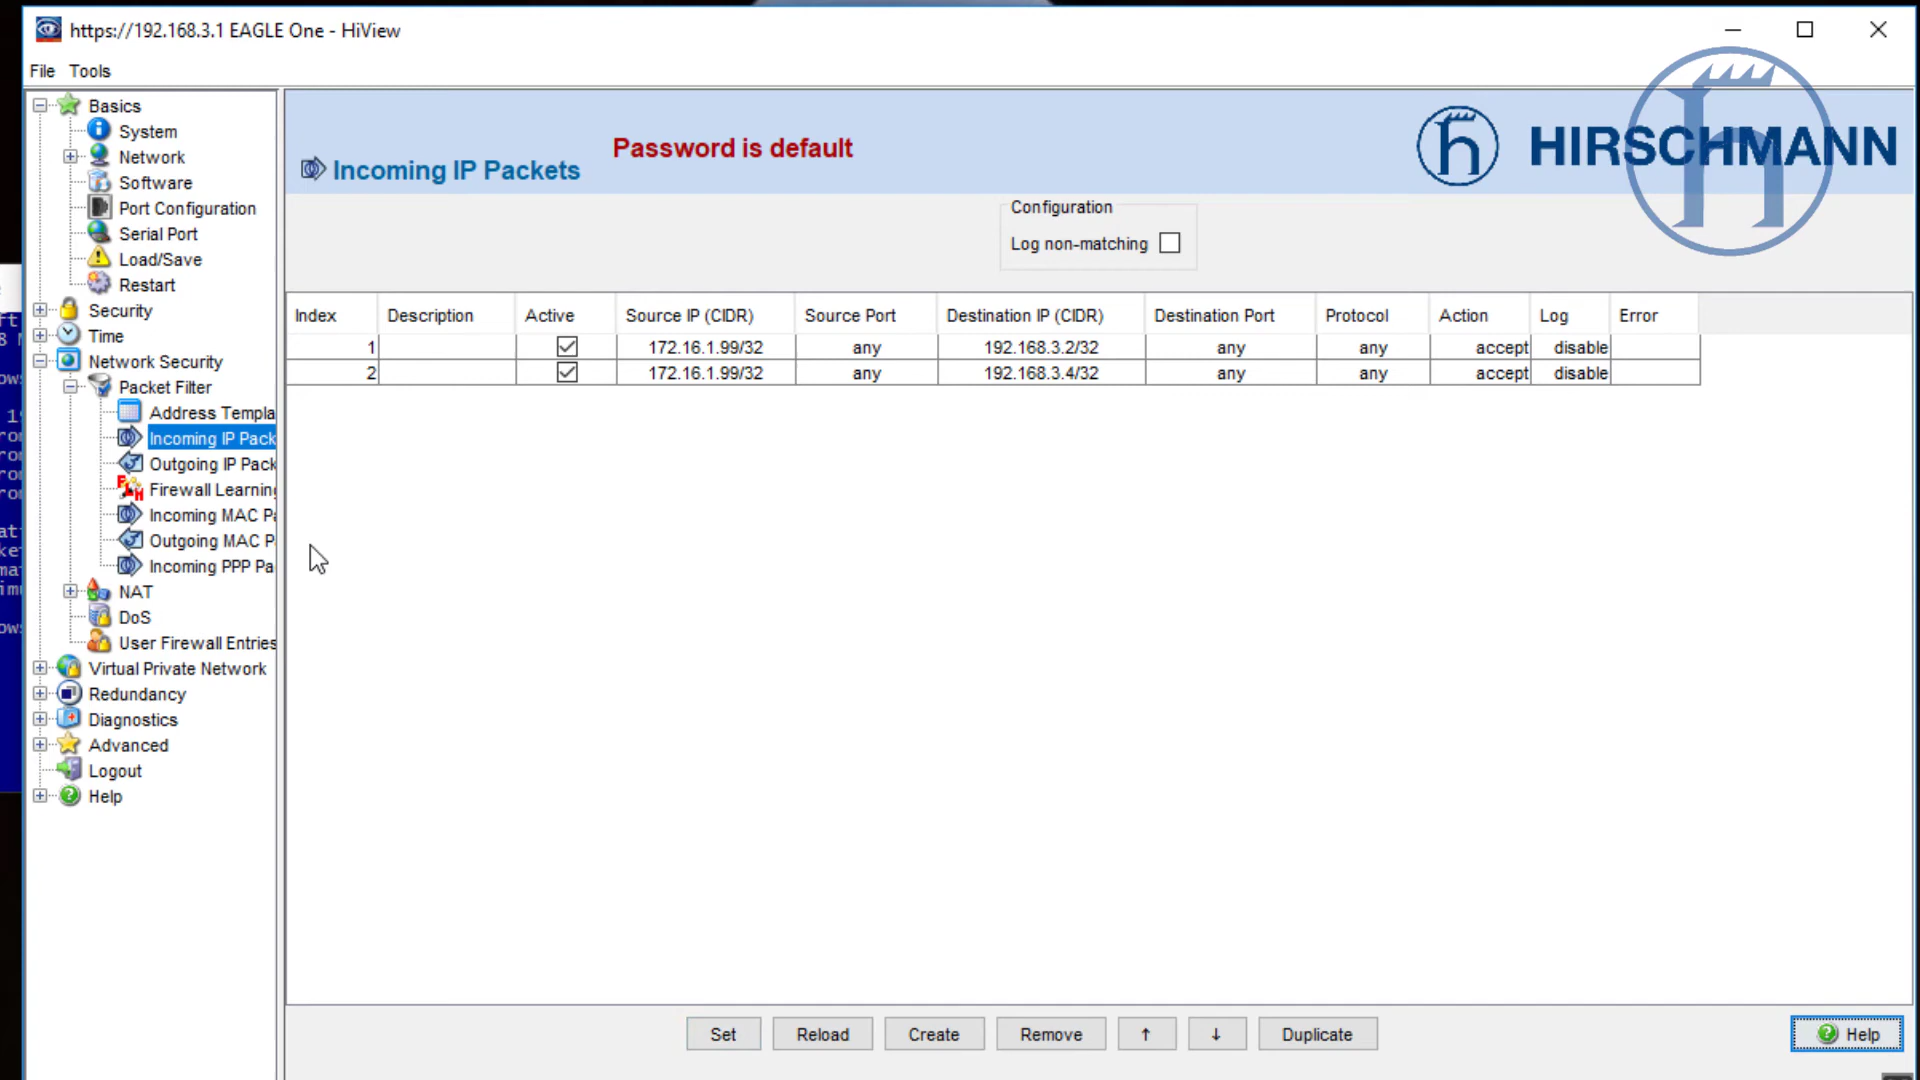 https://192.168.3.1 EAGLE One - HiView
File Tools
Basics
System
Network
Software
Port Configuration
Serial Port
Load/Save
Restart
Security
Time
Network Security
Packet Filter
Address Templa
Incoming IP Pack
Outgoing IP Pack
Firewall Learning
Incoming MAC Pa
Outgoing MAC P
Incoming PPP Pa
NAT
DoS
User Firewall Entries
Virtual Private Network
Redundancy
Diagnostics
Advanced
Logout
Help
Incoming IP Packets
Password is default
HIRSCHMANN
Configuration
Log non-matching
Index Description Active Source IP (CIDR) Source Port Destination IP (CIDR) Destination Port Protocol Action Log Error
1 172.16.1.99/32 any 192.168.3.2/32 any any accept disable
2 172.16.1.99/32 any 192.168.3.4/32 any any accept disable
Set Reload Create Remove ↑ ↓ Duplicate Help